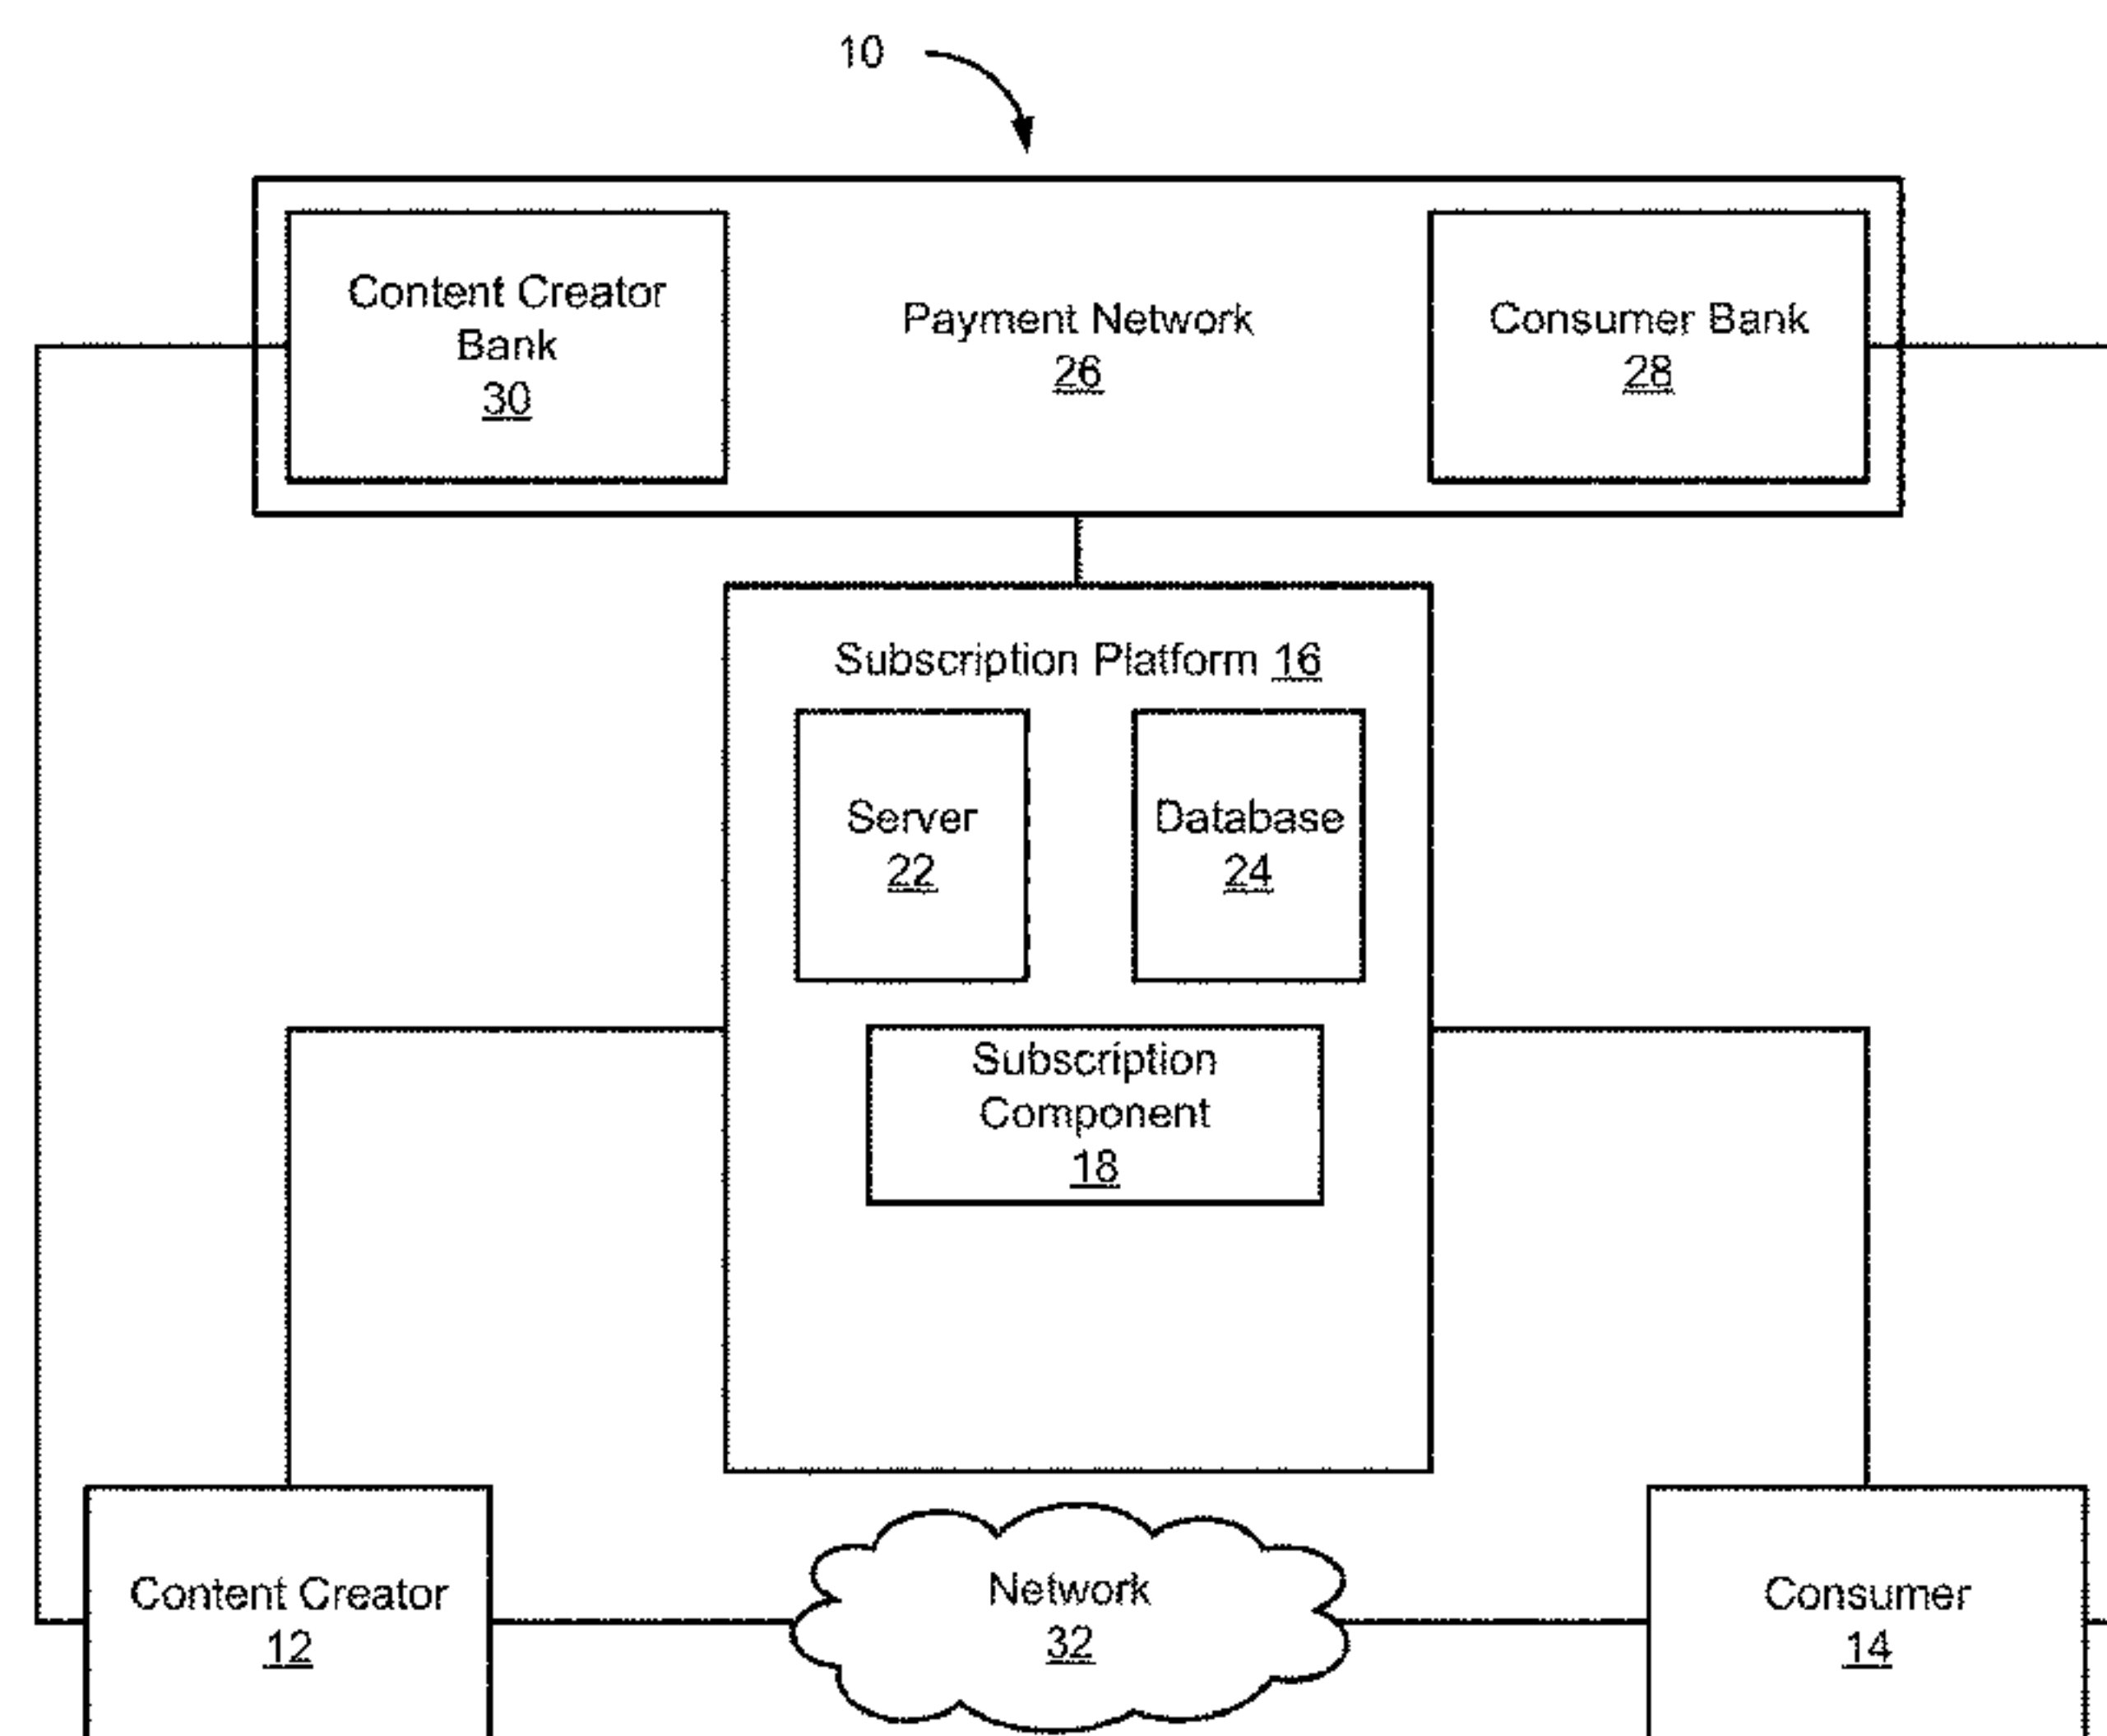 10
Content Creator
Bank
30
Payment Network
26
Consumer Bank
28
Subscription Platform 16
Server
22
Database
24
Subscription
Component
18
Content Creator
12
Network
32
Consumer
14